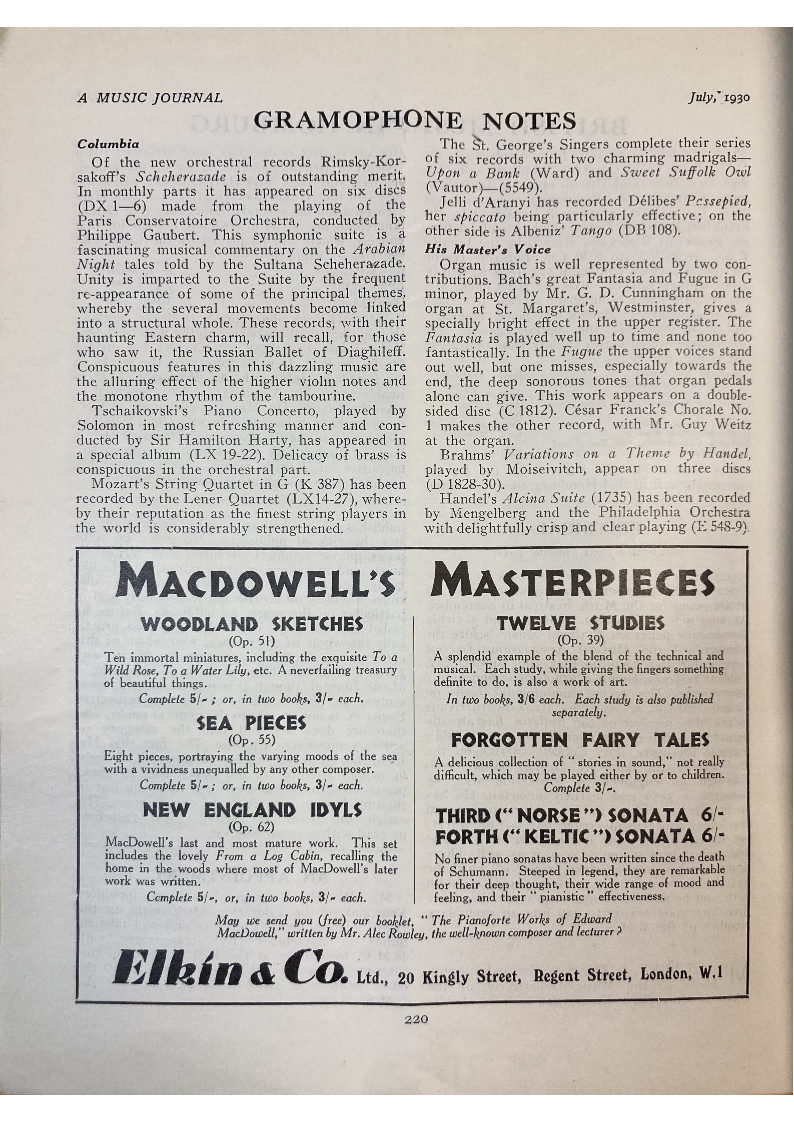 A MUSIC JOURNAL
July, 1930
GRAMOPHONE NOTES
Columbia
Of the new orchestral records Rimsky-Kor-
sakoff's Scheherazade is of outstanding merit.
In monthly parts it has appeared on six discs
(DX 1—6) made from the playing of the
Paris Conservatoire Orchestra, conducted by
Philippe Gaubert. This symphonic suite is a
fascinating musical commentary on the Arabian
Night tales told by the Sultana Scheherazade.
Unity is imparted to the Suite by the frequent
re-appearance of some of the principal themes,
whereby the several movements become linked
into a structural whole. These records, with their
haunting Eastern charm, will recall, for those
who saw it, the Russian Ballet of Diaghileff.
Conspicuous features in this dazzling music are
the alluring effect of the higher violin notes and
the monotone rhythm of the tambourine.
Tschaikovski's Piano Concerto, played by
Solomon in most refreshing manner and con-
ducted by Sir Hamilton Harty, has appeared in
a special album (LX 19-22). Delicacy of brass is
conspicuous in the orchestral part.
Mozart's String Quartet in G (K 387) has been
recorded by the Lener Quartet (LX14-27), where-
by their reputation as the finest string players in
the world is considerably strengthened.
The St. George's Singers complete their series
of six records with two charming madrigals—
Upon a Bank (Ward) and Sweet Suffolk Owl
(Vautor)—(5549).
Jelli d'Aranyi has recorded Délibes' Passepied,
her spiccato being particularly effective; on the
other side is Albeniz' Tango (DB 108).
His Master's Voice
Organ music is well represented by two con-
tributions. Bach's great Fantasia and Fugue in G
minor, played by Mr. G. D. Cunningham on the
organ at St. Margaret's, Westminster, gives a
specially bright effect in the upper register. The
Fantasia is played well up to time and none too
fantastically. In the Fugue the upper voices stand
out well, but one misses, especially towards the
end, the deep sonorous tones that organ pedals
alone can give. This work appears on a double-
sided disc (C 1812). César Franck's Chorale No.
1 makes the other record, with Mr. Guy Weitz
at the organ.
Brahms' Variations on a Theme by Handel,
played by Moiseivitch, appear on three discs
(D 1828-30).
Handel's Alcina Suite (1735) has been recorded
by Mengelberg and the Philadelphia Orchestra
with delightfully crisp and clear playing (E 548-9).
MACDOWELL'S MASTERPIECES
WOODLAND SKETCHES
(Op. 51)
Ten immortal miniatures, including the exquisite To a
Wild Rose, To a Water Lily, etc. A neverfailing treasury
of beautiful things.
Complete 5/- ; or, in two books, 3/- each.
SEA PIECES
(Op. 55)
Eight pieces, portraying the varying moods of the sea
with a vividness unequalled by any other composer.
Complete 5/- ; or, in two books, 3/- each.
NEW ENGLAND IDYLS
(Op. 62)
MacDowell's last and most mature work. This set
includes the lovely From a Log Cabin, recalling the
home in the woods where most of MacDowell's later
work was written.
Complete 5/-, or, in two books, 3/- each.
TWELVE STUDIES
(Op. 39)
A splendid example of the blend of the technical and
musical. Each study, while giving the fingers something
definite to do, is also a work of art.
In two books, 3/6 each. Each study is also published
separately.
FORGOTTEN FAIRY TALES
A delicious collection of " stories in sound," not really
difficult, which may be played either by or to children.
Complete 3/-.
THIRD (" NORSE ") SONATA 6/-
FORTH (" KELTIC ") SONATA 6/-
No finer piano sonatas have been written since the death
of Schumann. Steeped in legend, they are remarkable
for their deep thought, their wide range of mood and
feeling, and their " pianistic " effectiveness.
May we send you (free) our booklet, " The Pianoforte Works of Edward
MacDowell," written by Mr. Alec Rowley, the well-known composer and lecturer ?
Elkin & Co. Ltd., 20 Kingly Street, Regent Street, London, W.1
220